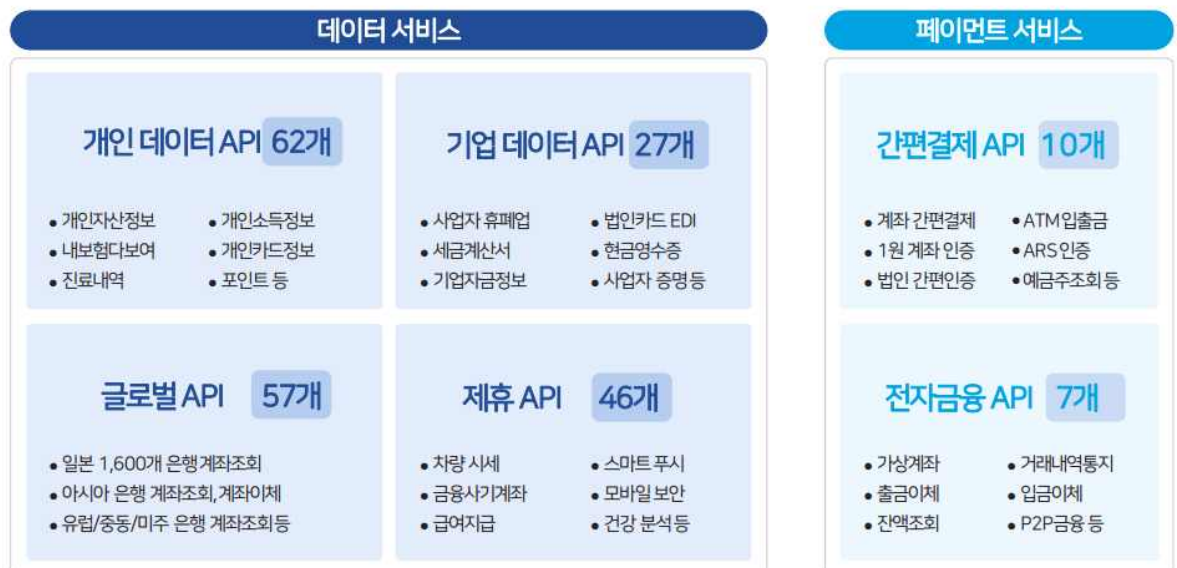 데이터 서비스
개인 데이터 API 62개
• 개인자산정보
• 내보험다보여
• 진료내역
• 개인소득정보
• 개인카드정보
• 포인트 등
기업 데이터 API 27개
• 사업자 휴폐업
• 세금계산서
• 기업자금정보
• 법인카드 EDI
• 현금영수증
• 사업자 증명 등
글로벌 API 57개
• 일본 1,600개 은행 계좌조회
• 아시아 은행 계좌조회, 계좌이체
• 유럽/중동/미주 은행 계좌조회 등
제휴 API 46개
• 차량 시세
• 금융사기계좌
• 급여지급
• 스마트 푸시
• 모바일 보안
• 건강 분석 등
페이먼트 서비스
간편결제 API 10개
• 계좌 간편결제
• 1원 계좌 인증
• 법인 간편인증
• ATM 입출금
• ARS 인증
• 예금주조회 등
전자금융 API 7개
• 가상계좌
• 출금이체
• 잔액조회
• 거래내역통지
• 입금이체
• P2P금융 등